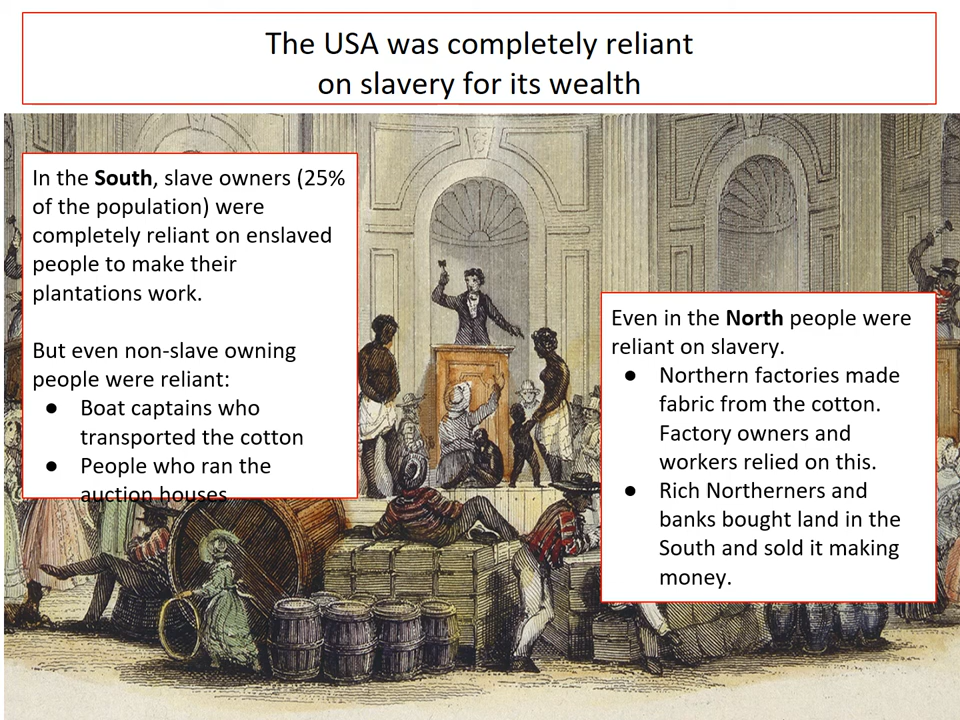 The USA was completely reliant
on slavery for its wealth
In the South, slave owners (25%
of the population) were
completely reliant on enslaved
people to make their
plantations work.
But even non-slave owning
people were reliant:
● Boat captains who
transported the cotton
● People who ran the
auction houses
Even in the North people were
reliant on slavery.
● Northern factories made
fabric from the cotton.
Factory owners and
workers relied on this.
● Rich Northerners and
banks bought land in the
South and sold it making
money.